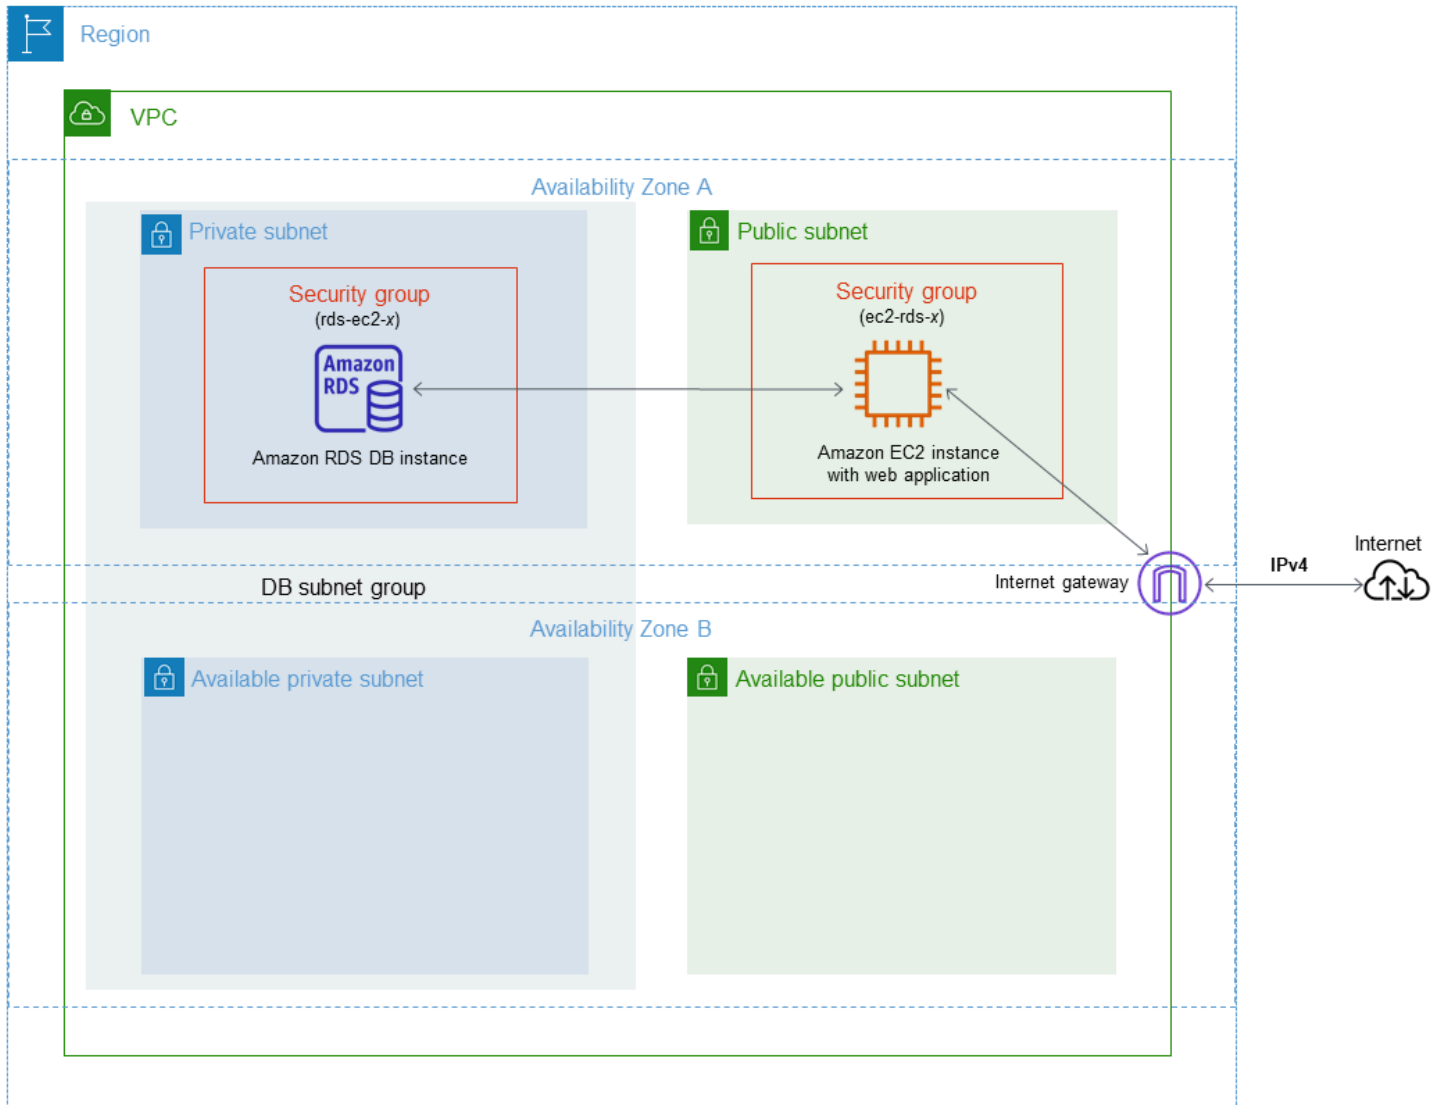 Region
VPC
Availability Zone A
Private subnet
Public subnet
Security group
(rds-ec2-x)
Amazon
RDS
Amazon RDS DB instance
Security group
(ec2-rds-x)
Amazon EC2 instance
with web application
Internet
IPv4
Internet gateway
DB subnet group
Availability Zone B
Available private subnet
Available public subnet